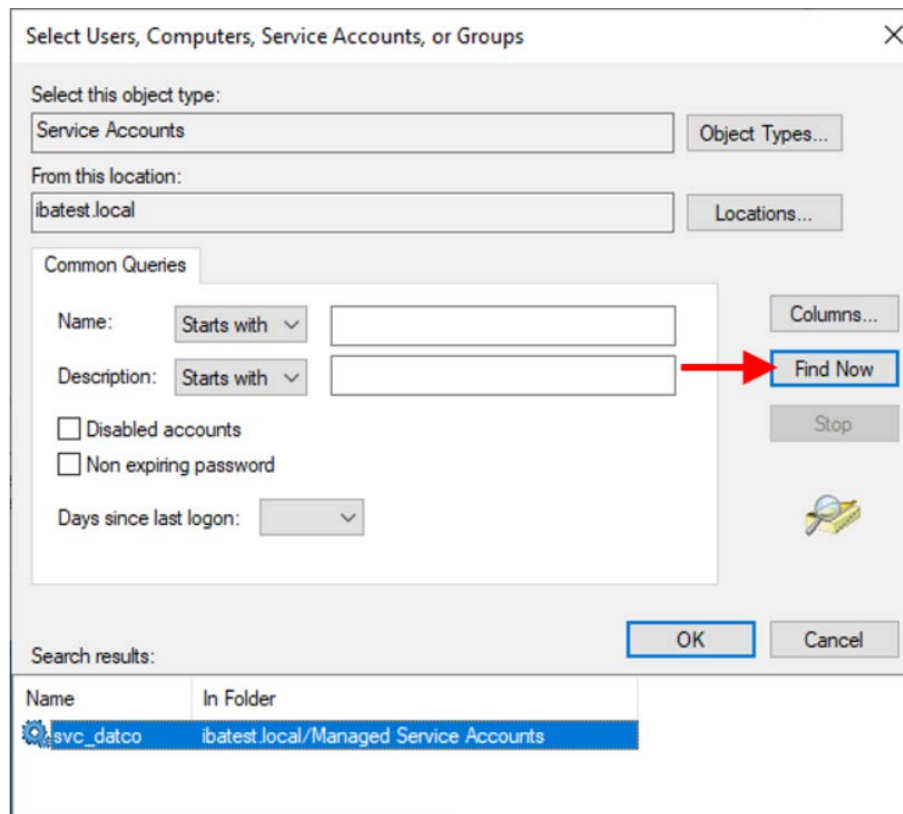 Select Users, Computers, Service Accounts, or Groups
Select this object type:
Service Accounts
Object Types...
From this location:
ibatest.local
Locations...
Common Queries
Name: Starts with
Columns...
Description: Starts with
Find Now
Disabled accounts
Stop
Non expiring password
Days since last logon:
OK Cancel
Search results:
Name In Folder
svc_datco ibatest.local/Managed Service Accounts